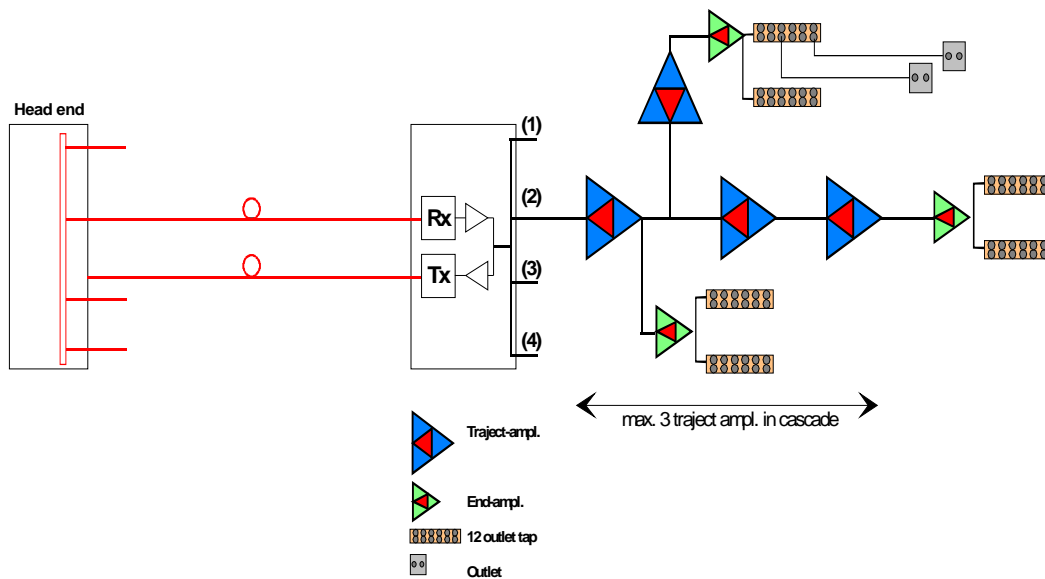 Head end
(1)
(2)
Rx
Tx
(3)
(4)
max. 3 traject ampl. in cascade
Traject-ampl.
End-ampl.
12 outlet tap
Outlet